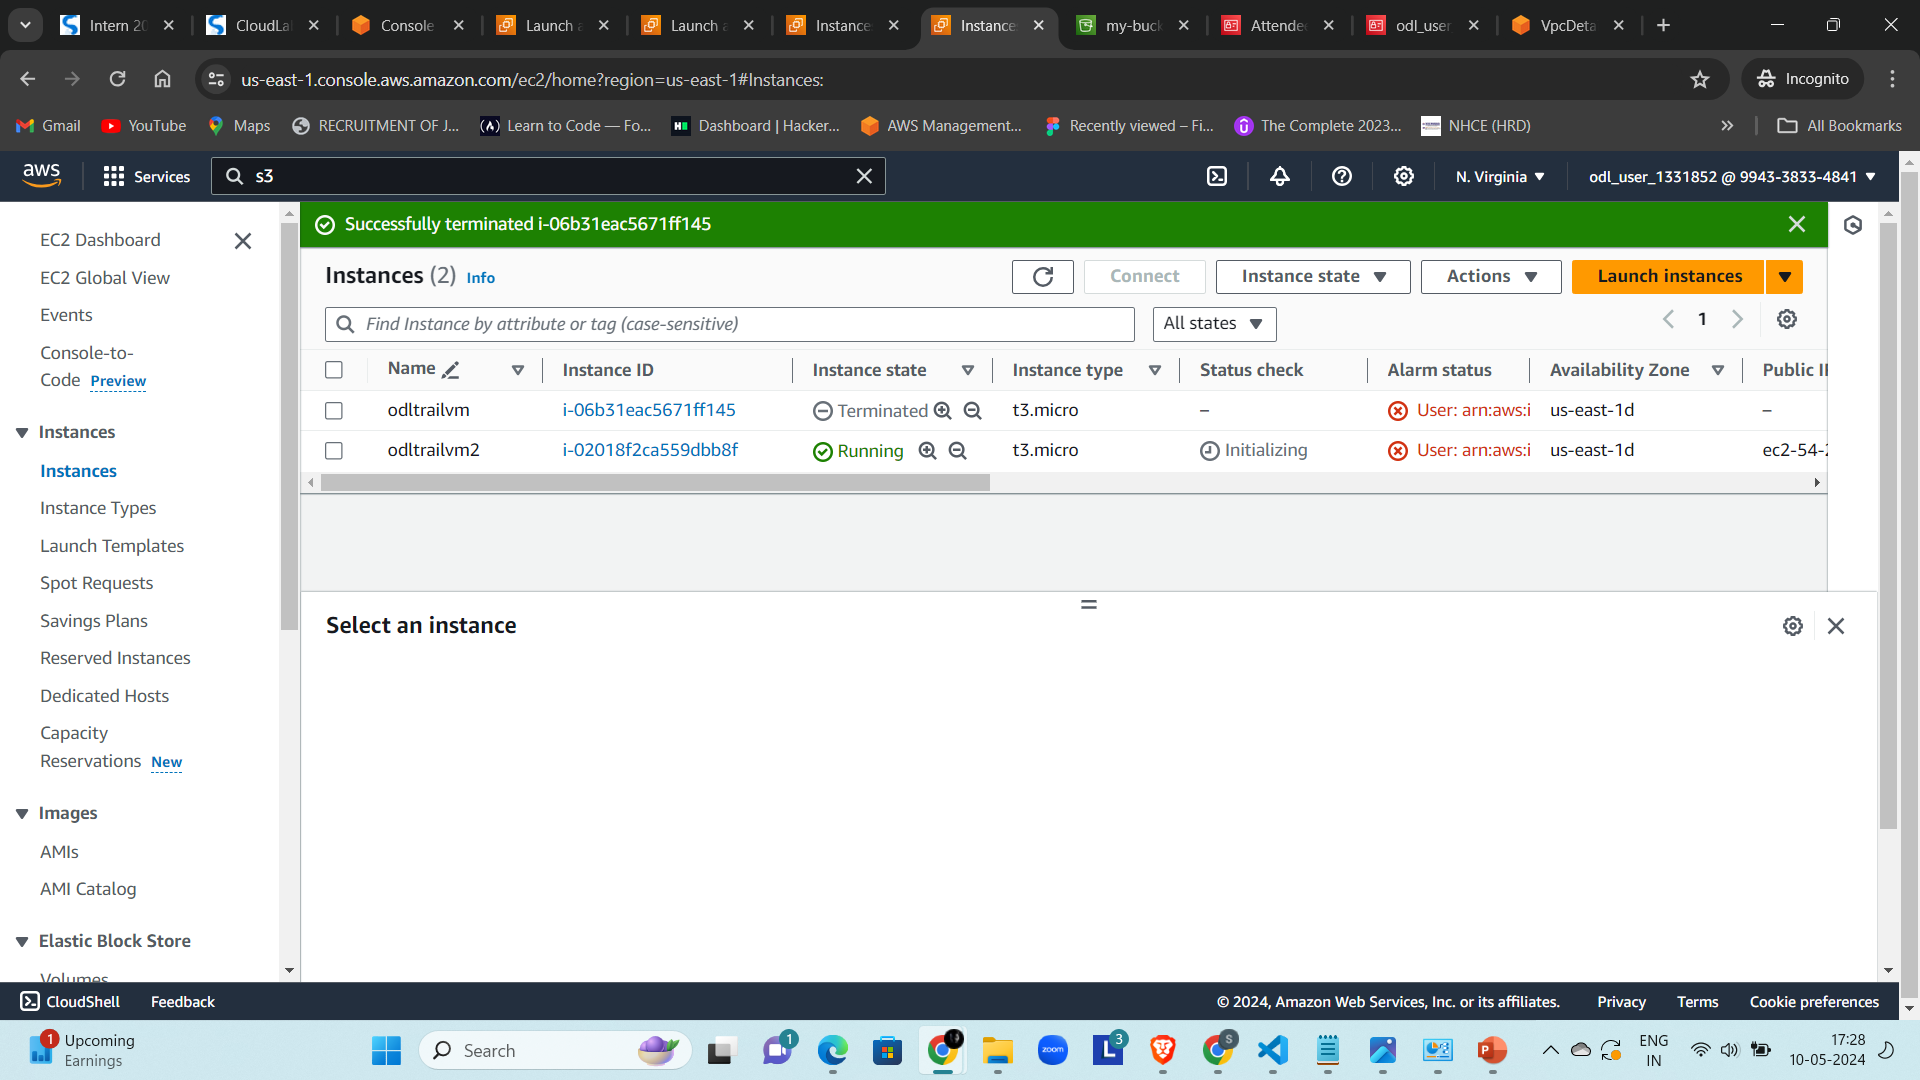 Intern 20
CloudLa
Console
Launch a
Launch a
Instance
Instance
my-buck
Attende
odl_user
VpcDeta
us-east-1.console.aws.amazon.com/ec2/home?region=us-east-1#Instances:
Incognito
Gmail
YouTube
Maps
RECRUITMENT OF J...
Learn to Code — Fo...
Dashboard | Hacker...
AWS Management...
Recently viewed – Fi...
The Complete 2023...
NHCE (HRD)
All Bookmarks
aws
Services
s3
N. Virginia
odl_user_1331852 @ 9943-3833-4841
Successfully terminated i-06b31eac5671ff145
EC2 Dashboard
EC2 Global View
Events
Console-to-
Code Preview
Instances
Instances
Instance Types
Launch Templates
Spot Requests
Savings Plans
Reserved Instances
Dedicated Hosts
Capacity
Reservations New
Images
AMIs
AMI Catalog
Elastic Block Store
Volumes
Instances (2) Info
Connect
Instance state
Actions
Launch instances
Find Instance by attribute or tag (case-sensitive)
All states
1
Name Instance ID Instance state Instance type Status check Alarm status Availability Zone Public I
odltrailvm i-06b31eac5671ff145 Terminated t3.micro – User: arn:aws:i us-east-1d –
odltrailvm2 i-02018f2ca559dbb8f Running t3.micro Initializing User: arn:aws:i us-east-1d ec2-54-2
Select an instance
CloudShell
Feedback
© 2024, Amazon Web Services, Inc. or its affiliates.
Privacy
Terms
Cookie preferences
1
Upcoming
Earnings
Search
1
zoom
L
3
S
P
ENG
IN
17:28
10-05-2024